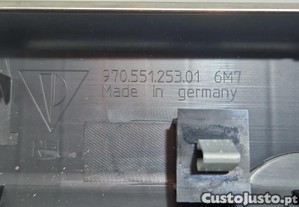 970.551.253.01 6M7
Made in germany
CustoJusto.pt